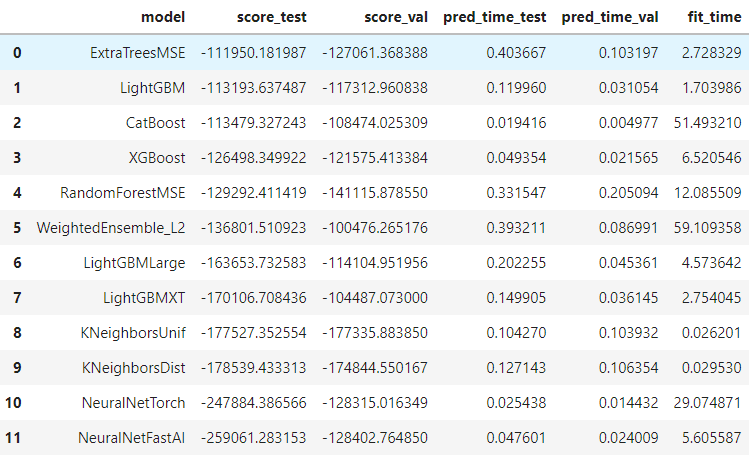 model score_test score_val pred_time_test pred_time_val fit_time
0 ExtraTreesMSE -111950.181987 -127061.368388 0.403667 0.103197 2.728329
1 LightGBM -113193.637487 -117312.960838 0.119960 0.031054 1.703986
2 CatBoost -113479.327243 -108474.025309 0.019416 0.004977 51.493210
3 XGBoost -126498.349922 -121575.413384 0.049354 0.021565 6.520546
4 RandomForestMSE -129292.411419 -141115.878550 0.331547 0.205094 12.085509
5 WeightedEnsemble_L2 -136801.510923 -100476.265176 0.393211 0.086991 59.109358
6 LightGBMLarge -163653.732583 -114104.951956 0.202255 0.045361 4.573642
7 LightGBMXT -170106.708436 -104487.073000 0.149905 0.036145 2.754045
8 KNeighborsUnif -177527.352554 -177335.883850 0.104270 0.103932 0.026201
9 KNeighborsDist -178539.433313 -174844.550167 0.127143 0.106354 0.029530
10 NeuralNetTorch -247884.386566 -128315.016349 0.025438 0.014432 29.074871
11 NeuralNetFastAI -259061.283153 -128402.764850 0.047601 0.024009 5.605587